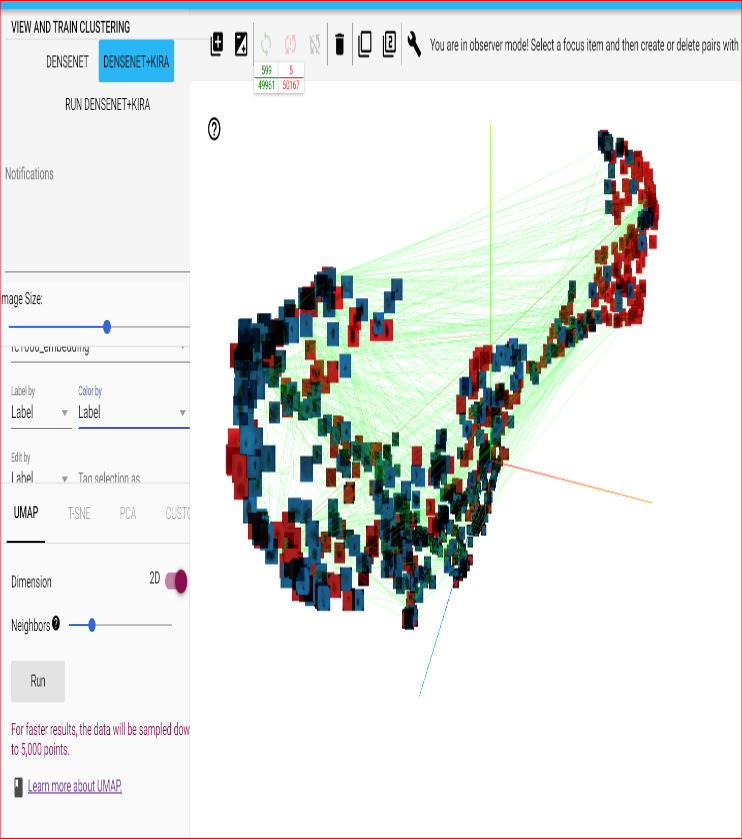 VIEW AND TRAIN CLUSTERING
DENSENET
DENSENET+KIRA
RUN DENSENET+KIRA
Notifications
mage Size:
fc1000_embedding
Label by
Color by
Label
Label
Edit by
Label
Tag selection as
UMAP
T-SNE
PCA
CUSTO
Dimension
2D
Neighbors
Run
For faster results, the data will be sampled dow
to 5,000 points.
Learn more about UMAP.
599
5
49961
50167
2
You are in observer mode! Select a focus item and then create or delete pairs with